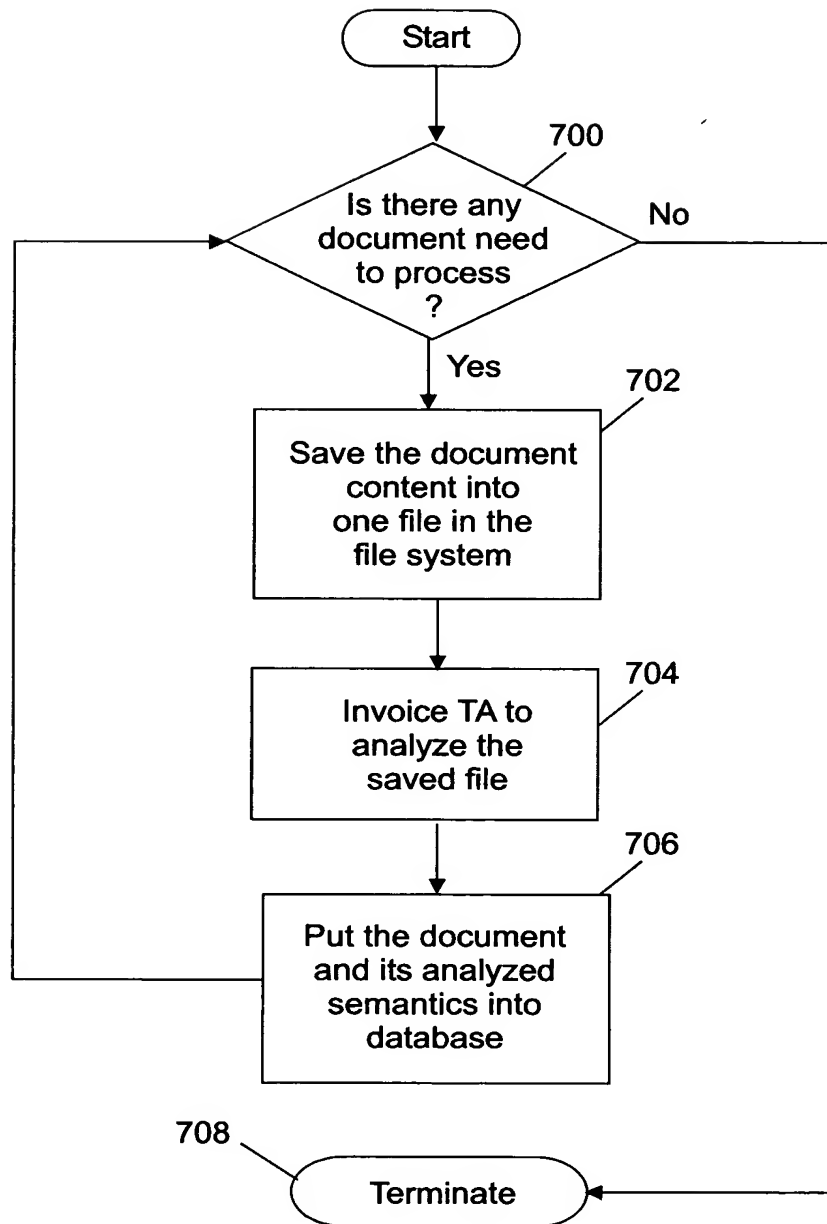 Start
700
Is there any
document need
to process
?
No
Yes
702
Save the document
content into
one file in the
file system
704
Invoice TA to
analyze the
saved file
706
Put the document
and its analyzed
semantics into
database
708
Terminate